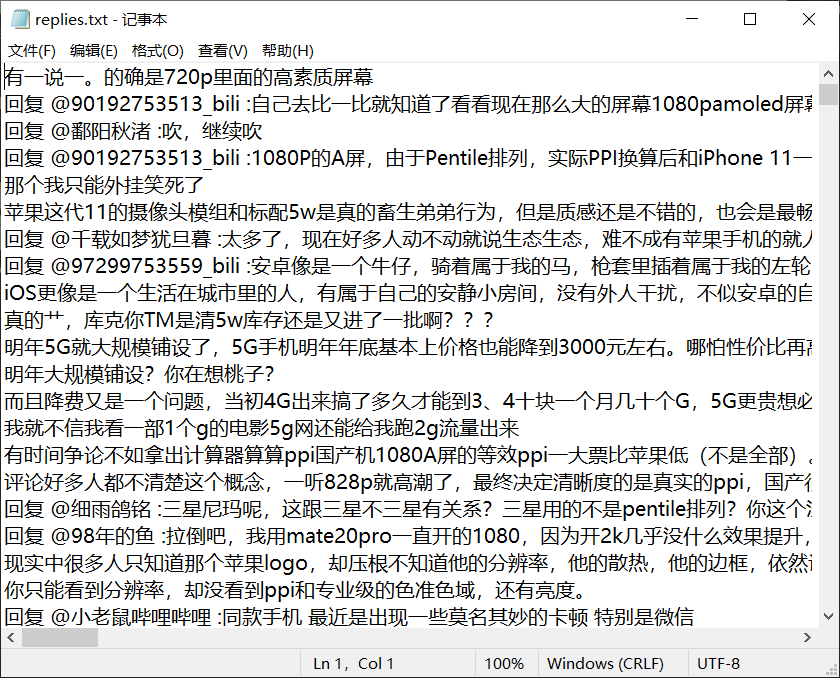 replies.txt - 记事本
文件(F) 编辑(E) 格式(O) 查看(V) 帮助(H)
有一说一。的确是720p里面的高素质屏幕
回复 @90192753513_bili :自己去比一比就知道了看看现在那么大的屏幕1080pamoled屏幕
回复 @鄱阳秋渚 :吹，继续吹
回复 @90192753513_bili :1080P的A屏，由于Pentile排列，实际PPI换算后和iPhone 11一
那个我只能外挂笑死了
苹果这代11的摄像头模组和标配5w是真的畜生弟弟行为，但是质感还是不错的，也会是最畅
回复 @千载如梦犹旦暮 :太多了，现在好多人动不动就说生态生态，难不成有苹果手机的就人
回复 @97299753559_bili :安卓像是一个牛仔，骑着属于我的马，枪套里插着属于我的左轮
iOS更像是一个生活在城市里的人，有属于自己的安静小房间，没有外人干扰，不似安卓的自
真的艹，库克你TM是清5w库存还是又进了一批啊？？？
明年5G就大规模铺设了，5G手机明年年底基本上价格也能降到3000元左右。哪怕性价比再高
明年大规模铺设？你在想桃子？
而且降费又是一个问题，当初4G出来搞了多久才能到3、4十块一个月几十个G，5G更贵想必
我就不信我看一部1个g的电影5g网还能给我跑2g流量出来
有时间争论不如拿出计算器算算ppi国产机1080A屏的等效ppi一大票比苹果低（不是全部）。
评论好多人都不清楚这个概念，一听828p就高潮了，最终决定清晰度的是真实的ppi，国产很
回复 @细雨鸽铭 :三星尼玛呢，这跟三星不三星有关系？三星用的不是pentile排列？你这个没
回复 @98年的鱼 :拉倒吧，我用mate20pro一直开的1080，因为开2k几乎没什么效果提升，
现实中很多人只知道那个苹果logo，却压根不知道他的分辨率，他的散热，他的边框，依然
你只能看到分辨率，却没看到ppi和专业级的色准色域，还有亮度。
回复 @小老鼠哔哩哔哩 :同款手机 最近是出现一些莫名其妙的卡顿 特别是微信
Ln 1，Col 1 100% Windows (CRLF) UTF-8